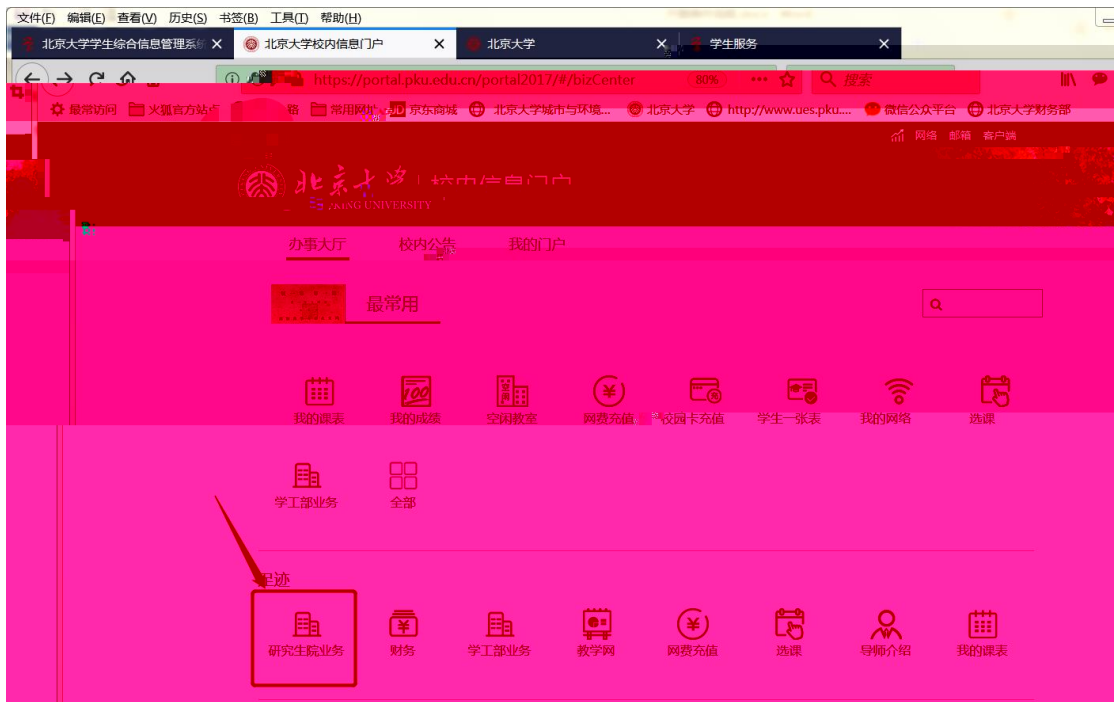 文件(F) 编辑(E) 查看(V) 历史(S) 书签(B) 工具(T) 帮助(H)
北京大学学生综合信息管理系统 北京大学校内信息门户 北京大学 学生服务
https://portal.pku.edu.cn/portal2017/#/bizCenter 80% 搜索
最常访问 火狐官方站点 常用网址 JD 京东商城 北京大学城市与环境... 北京大学 http://www.ues.pku.... 微信公众平台 北京大学财务部
网络 邮箱 客户端
北京大学 校内信息门户
PEKING UNIVERSITY
办事大厅 校内公告 我的门户
最常用
我的课表 我的成绩 空闲教室 网费充值 校园卡充值 学生一张表 我的网络 选课
学工部业务 全部
足迹
研究生院业务 财务 学工部业务 教学网 网费充值 选课 导师介绍 我的课表